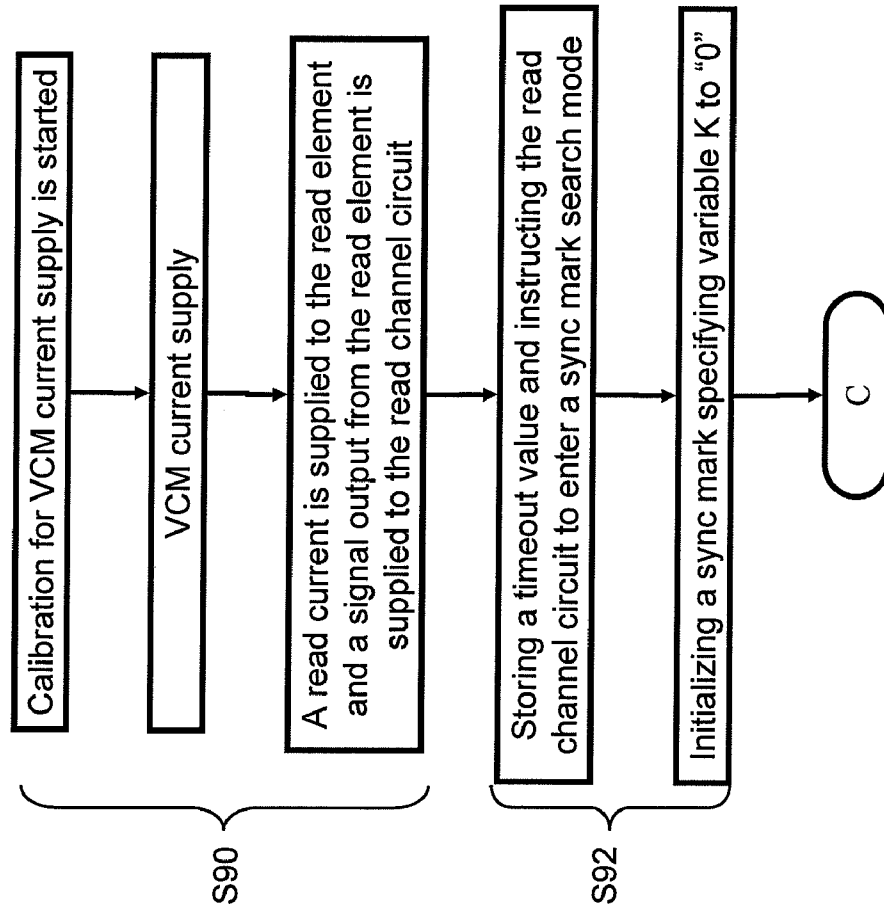 S90
Calibration for VCM current supply is started
VCM current supply
A read current is supplied to the read element
and a signal output from the read element is
supplied to the read channel circuit
S92
Storing a timeout value and instructing the read
channel circuit to enter a sync mark search mode
Initializing a sync mark specifying variable K to “0”
C